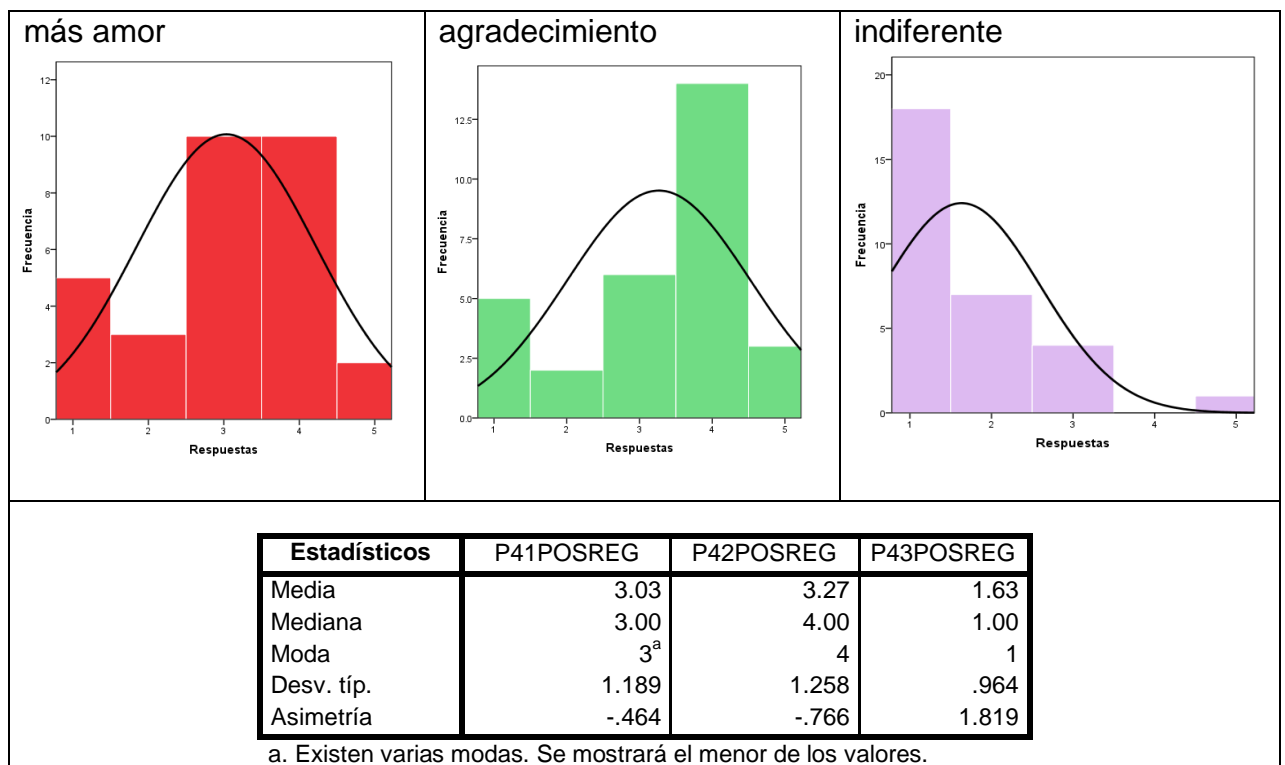 más amor
12
10
8
6
4
2
0
Frecuencia
1 2 3 4 5
Respuestas
agradecimiento
12.5
10.0
7.5
5.0
2.5
0.0
Frecuencia
1 2 3 4 5
Respuestas
indiferente
20
15
10
5
0
Frecuencia
1 2 3 4 5
Respuestas
Estadísticos P41POSREG P42POSREG P43POSREG
Media 3.03 3.27 1.63
Mediana 3.00 4.00 1.00
Moda 3a 4 1
Desv. típ. 1.189 1.258 .964
Asimetría -.464 -.766 1.819
a. Existen varias modas. Se mostrará el menor de los valores.